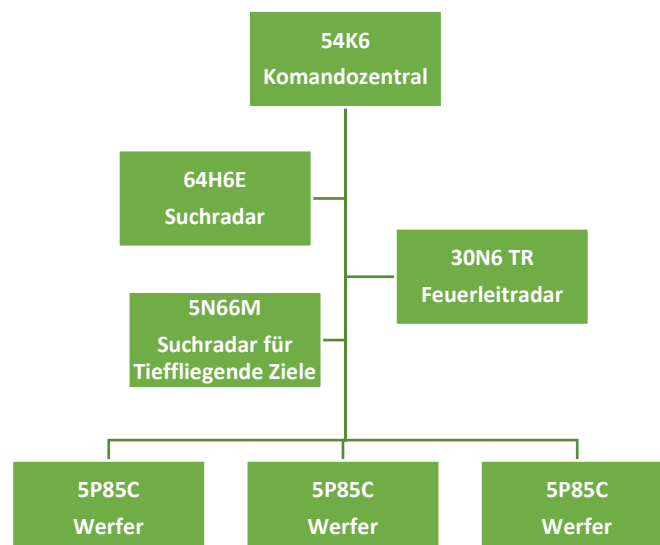 54K6
Komandozentral
64H6E
Suchradar
30N6 TR
Feuerleitradar
5N66M
Suchradar für
Tieffliegende Ziele
5P85C
Werfer
5P85C
Werfer
5P85C
Werfer